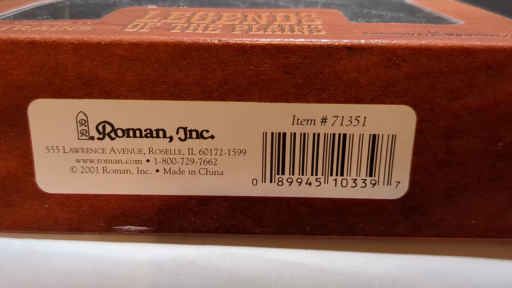 LEGENDS
OF THE PLAINS
Roman, Inc.
555 LAWRENCE AVENUE, ROSELLE, IL 60172-1599
www.roman.com • 1-800-729-7662
© 2001 Roman, Inc. • Made in China
Item # 71351
0 89945 10339 7